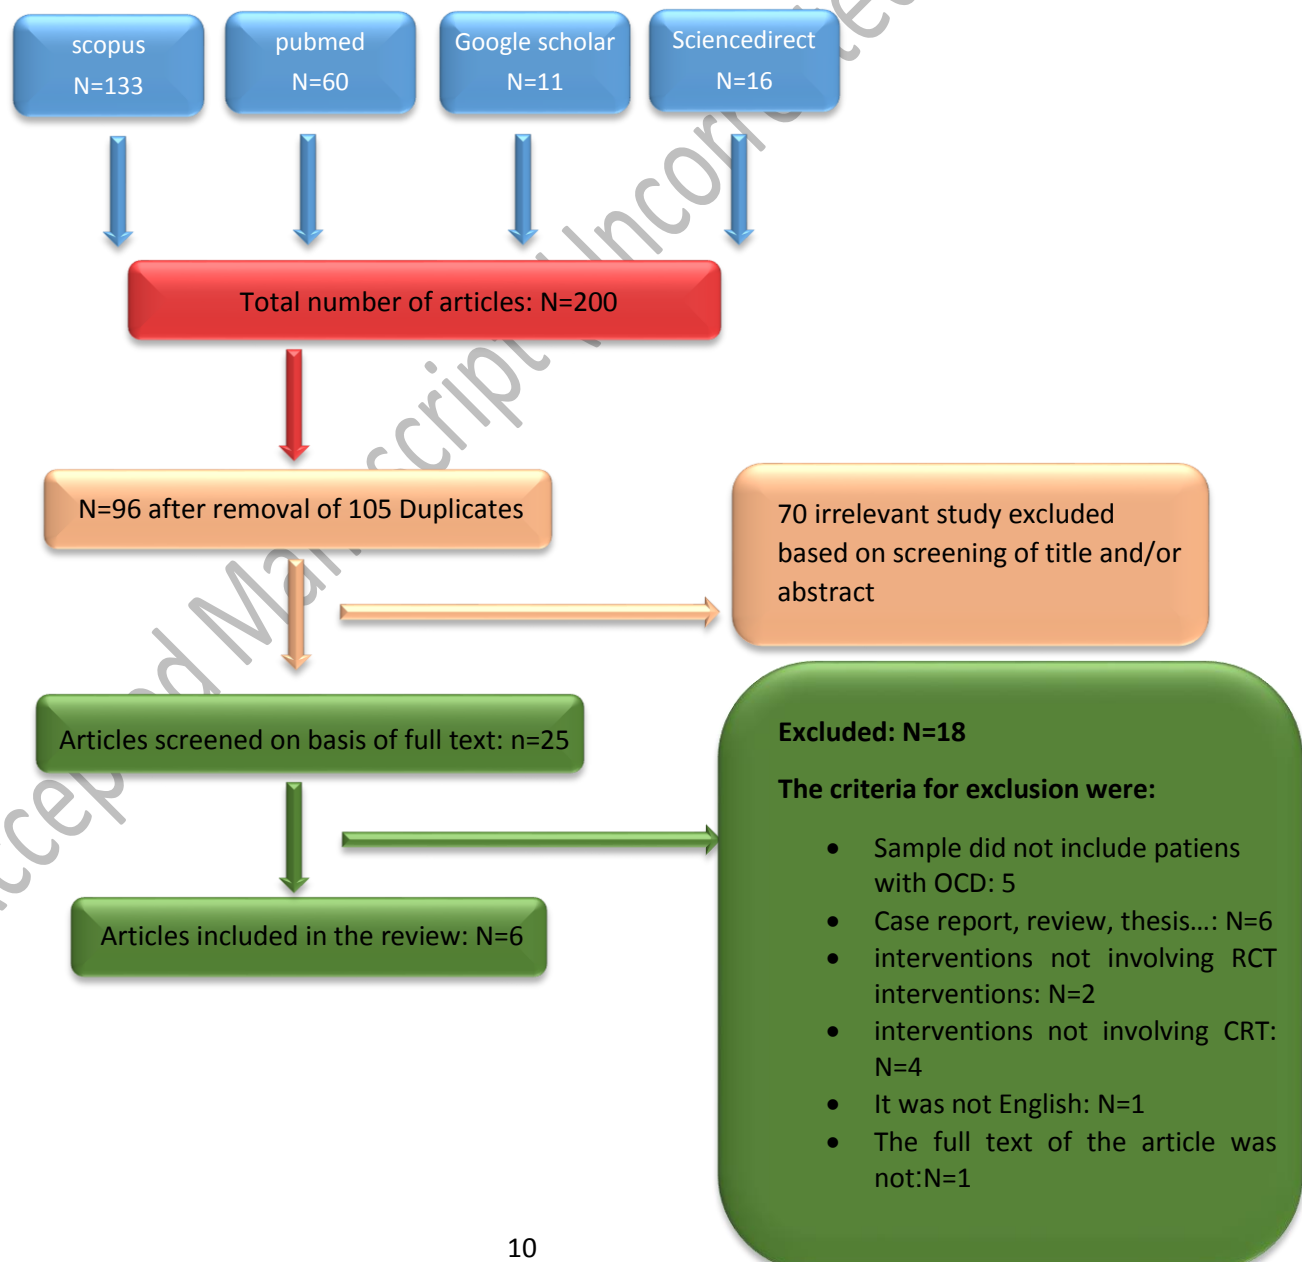 scopus
N=133
pubmed
N=60
Google scholar
N=11
Sciencedirect
N=16
Total number of articles: N=200
N=96 after removal of 105 Duplicates
70 irrelevant study excluded
based on screening of title and/or
abstract
Articles screened on basis of full text: n=25
Excluded: N=18
The criteria for exclusion were:
• Sample did not include patiens
with OCD: 5
• Case report, review, thesis...: N=6
• interventions not involving RCT
interventions: N=2
• interventions not involving CRT:
N=4
• It was not English: N=1
• The full text of the article was
not:N=1
Articles included in the review: N=6
10